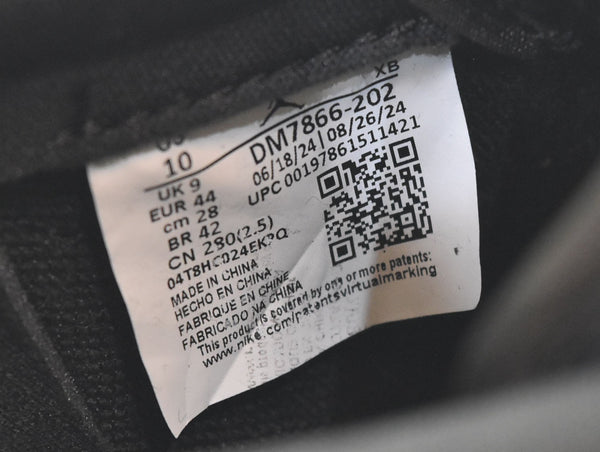 XB
US
10
UK 9
EUR 44
cm 28
BR 42
CN 280(2.5)
DM7866-202
06/18/24 | 08/26/24
UPC 00197861511421
MADE IN CHINA
HECHO EN CHINA
FABRIQUE EN CHINE
FABRICADO NA CHINA
This product is covered by one or more patents:
www.nike.com/patentsvirtualmarking